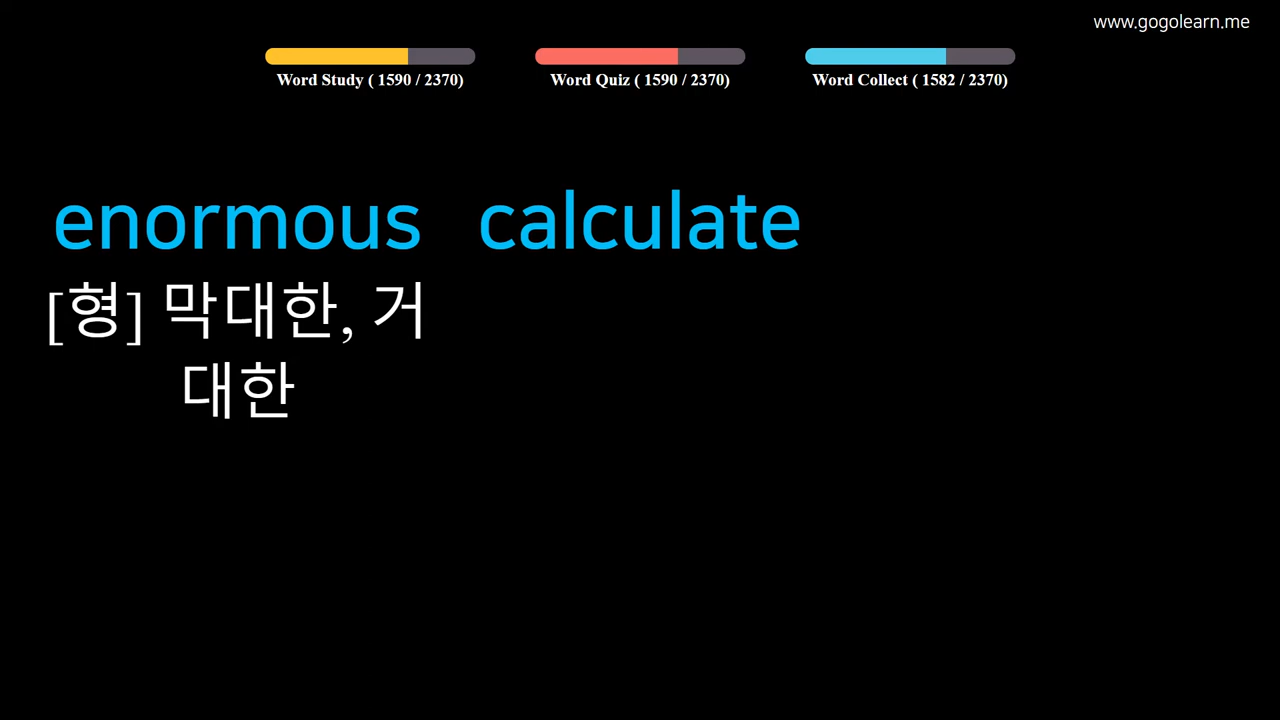 www.gogolearn.me
Word Study ( 1590 / 2370)
Word Quiz ( 1590 / 2370)
Word Collect ( 1582 / 2370)
enormous
[형] 막대한, 거
대한
calculate